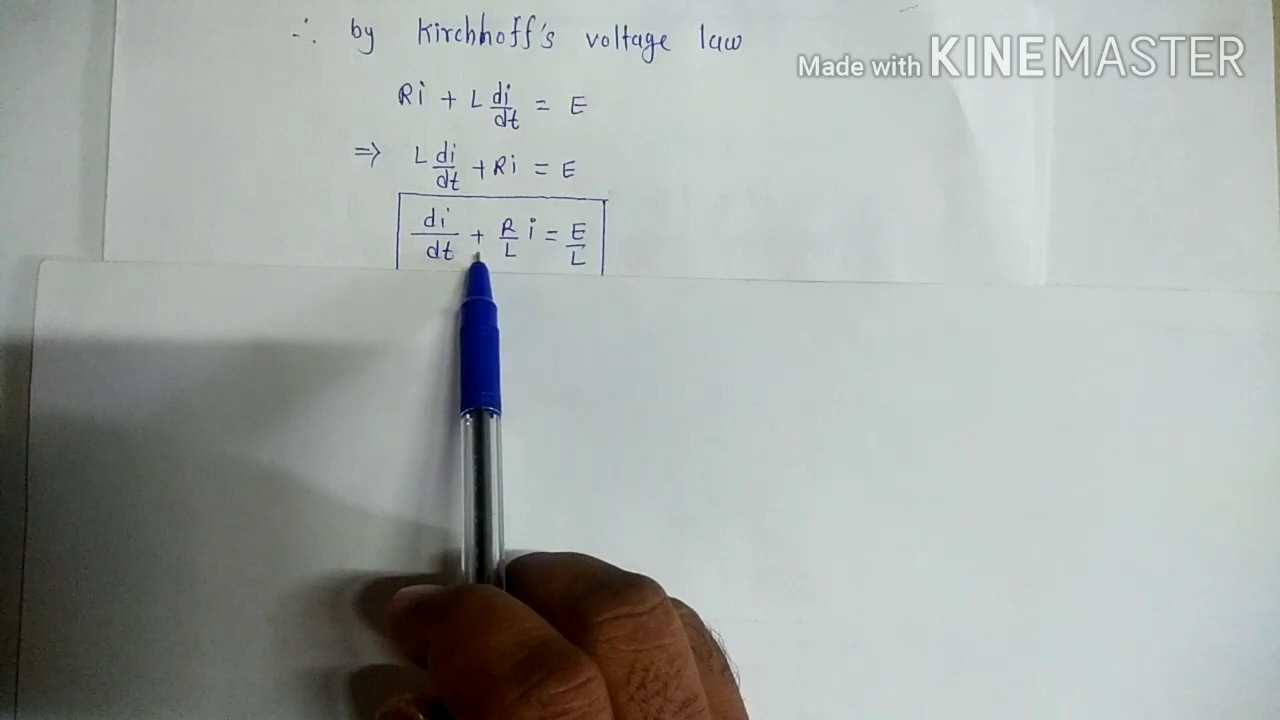 ∴ by Kirchhoff's voltage law
Made with KINEMASTER
Ri + L di/dt = E
⇒ L di/dt + Ri = E
di/dt + R/L i = E/L